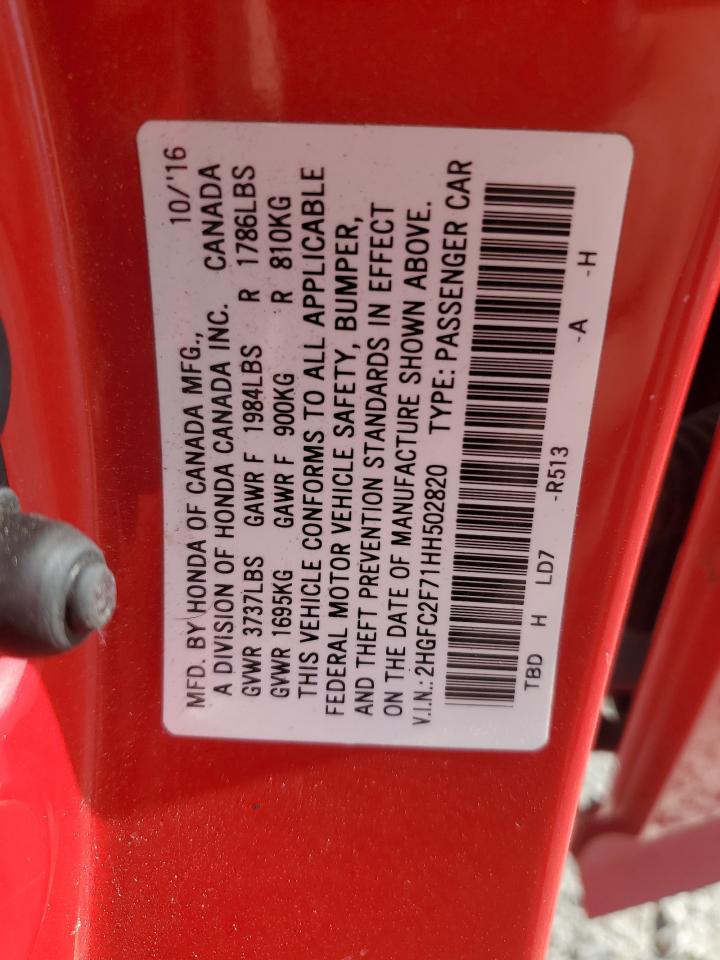 MFD. BY HONDA OF CANADA MFG., 10/'16
A DIVISION OF HONDA CANADA INC. CANADA
GVWR 3737LBS GAWR F 1984LBS R 1786LBS
GVWR 1695KG GAWR F 900KG R 810KG
THIS VEHICLE CONFORMS TO ALL APPLICABLE
FEDERAL MOTOR VEHICLE SAFETY, BUMPER,
AND THEFT PREVENTION STANDARDS IN EFFECT
ON THE DATE OF MANUFACTURE SHOWN ABOVE.
V.I.N.: 2HGFC2F71HH502820 TYPE: PASSENGER CAR
TBD H LD7 -R513 -A -H